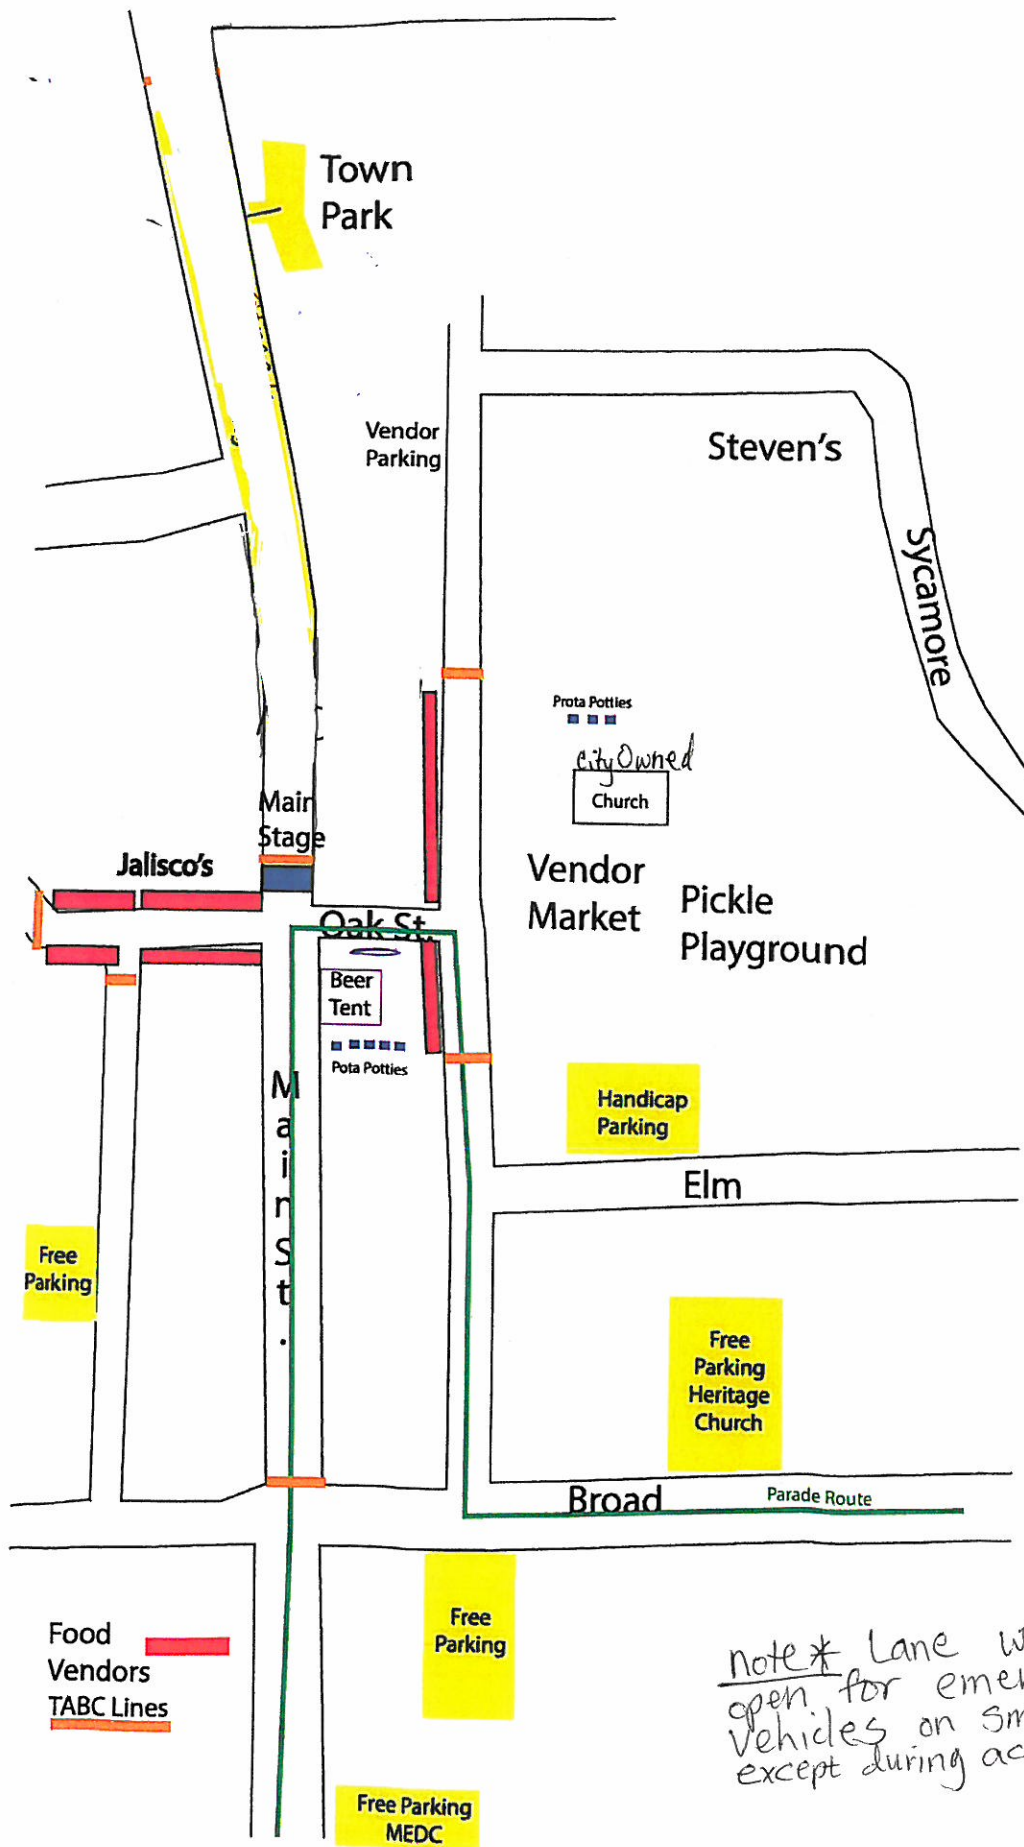 Town
Park
Vendor
Parking
Steven's
Sycamore
Prota Potties
city Owned
Church
Main
Stage
Jalisco's
Vendor
Market
Pickle
Playground
Oak St.
Beer
Tent
Pota Potties
Main St.
Handicap
Parking
Elm
Free
Parking
Free
Parking
Heritage
Church
Broad
Parade Route
Food
Vendors
TABC Lines
Free
Parking
note* Lane
open for
Vehicles on
except during
Free Parking
MEDC